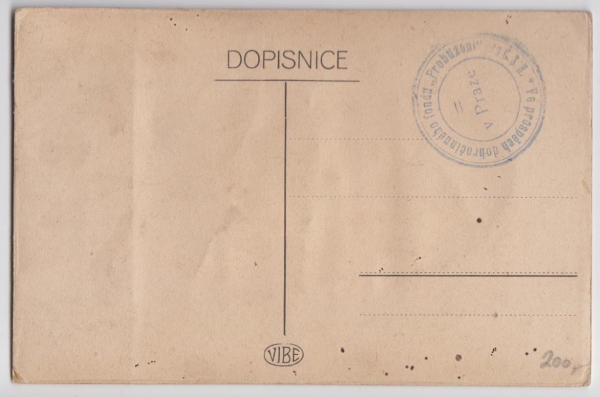 DOPISNICE
Ve prospěch dobročinného fondu „Probuzení"
v Praze
VIBE
200,-